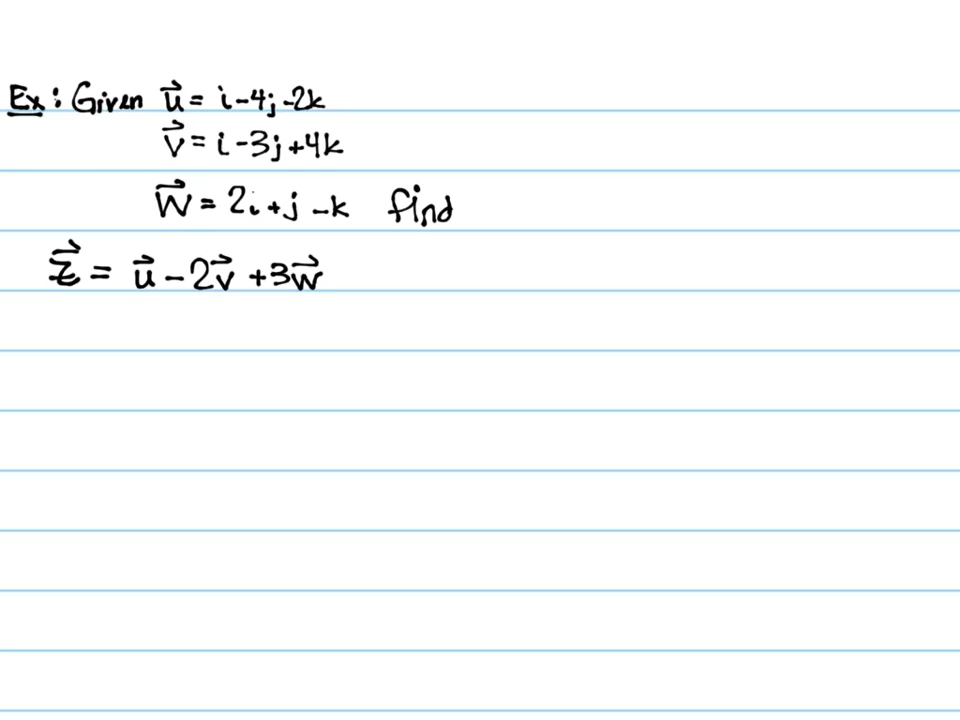 Ex: Given u⃗ = i-4j-2k
v⃗ = i-3j+4k
w⃗ = 2i+j-k find
z⃗ = u⃗ - 2v⃗ + 3w⃗